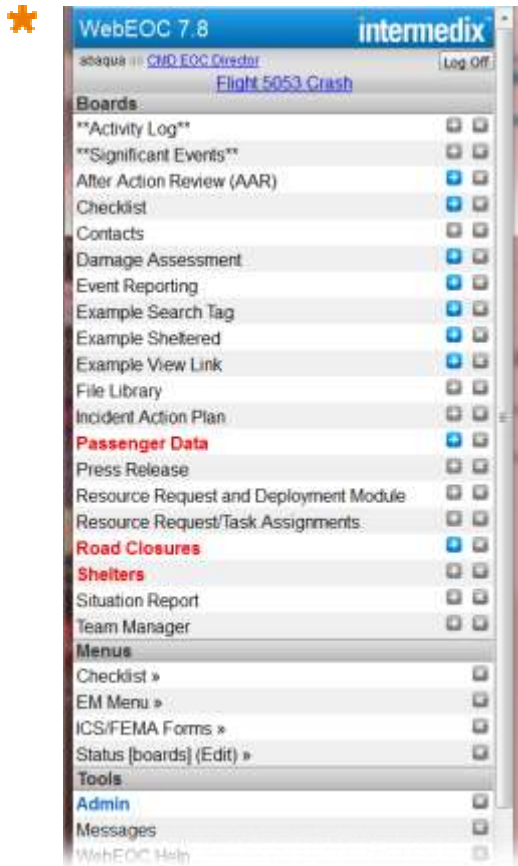 WebEOC 7.8
intermedix
abaqua as CMD EOC Director
Log Off
Flight 5053 Crash
Boards
**Activity Log**
**Significant Events**
After Action Review (AAR)
Checklist
Contacts
Damage Assessment
Event Reporting
Example Search Tag
Example Sheltered
Example View Link
File Library
Incident Action Plan
Passenger Data
Press Release
Resource Request and Deployment Module
Resource Request/Task Assignments
Road Closures
Shelters
Situation Report
Team Manager
Menus
Checklist »
EM Menu »
ICS/FEMA Forms »
Status [boards] (Edit) »
Tools
Admin
Messages
WebEOC Help